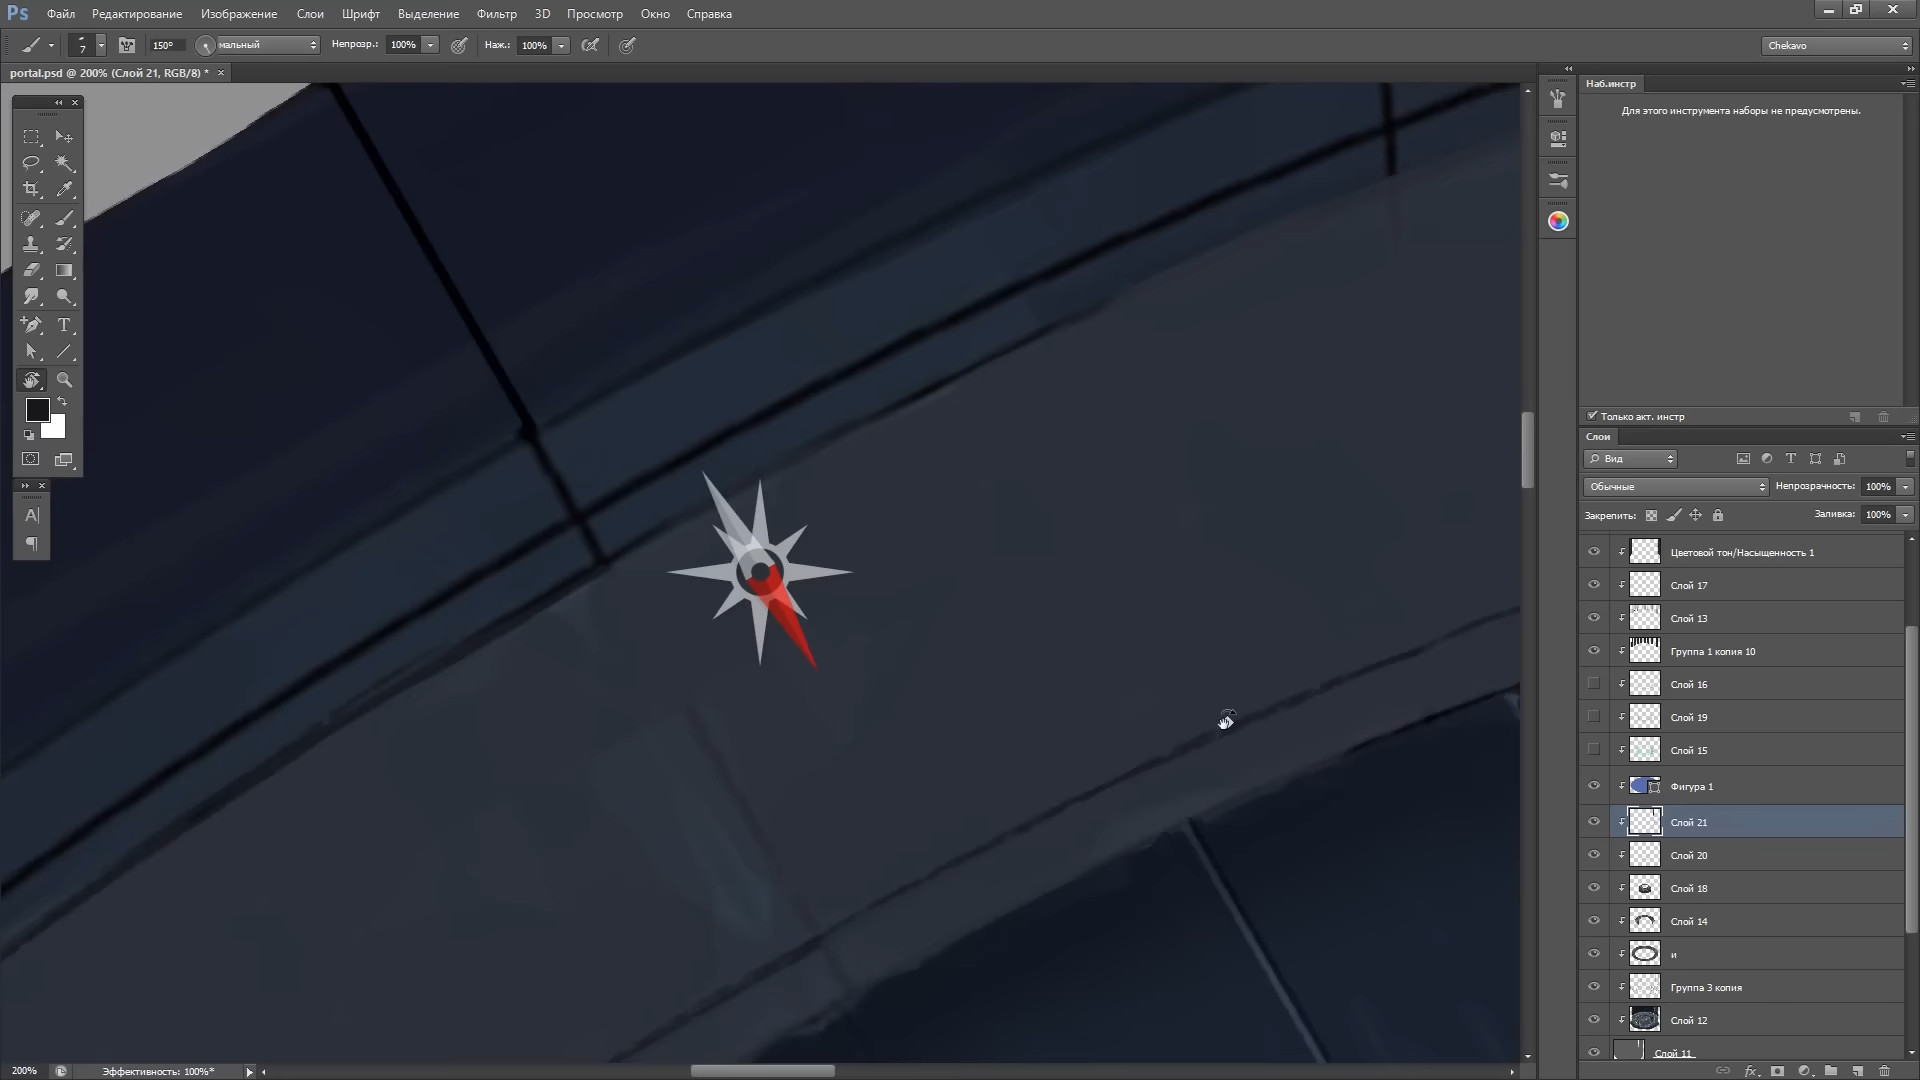 Ps Файл Редактирование Изображение Слои Шрифт Выделение Фильтр 3D Просмотр Окно Справка
7 150° мальный Непрозр.: 100% Наж.: 100% Chekavo
portal.psd @ 200% (Слой 21, RGB/8) *
Наб.инстр
Для этого инструмента наборы не предусмотрены.
Только акт. инстр
Слои
Вид
Обычные Непрозрачность: 100%
Закрепить: Заливка: 100%
Цветовой тон/Насыщенность 1
Слой 17
Слой 13
Группа 1 копия 10
Слой 16
Слой 19
Слой 15
Фигура 1
Слой 21
Слой 20
Слой 18
Слой 14
и
Группа 3 копия
Слой 12
Слой 11
200% Эффективность: 100%*